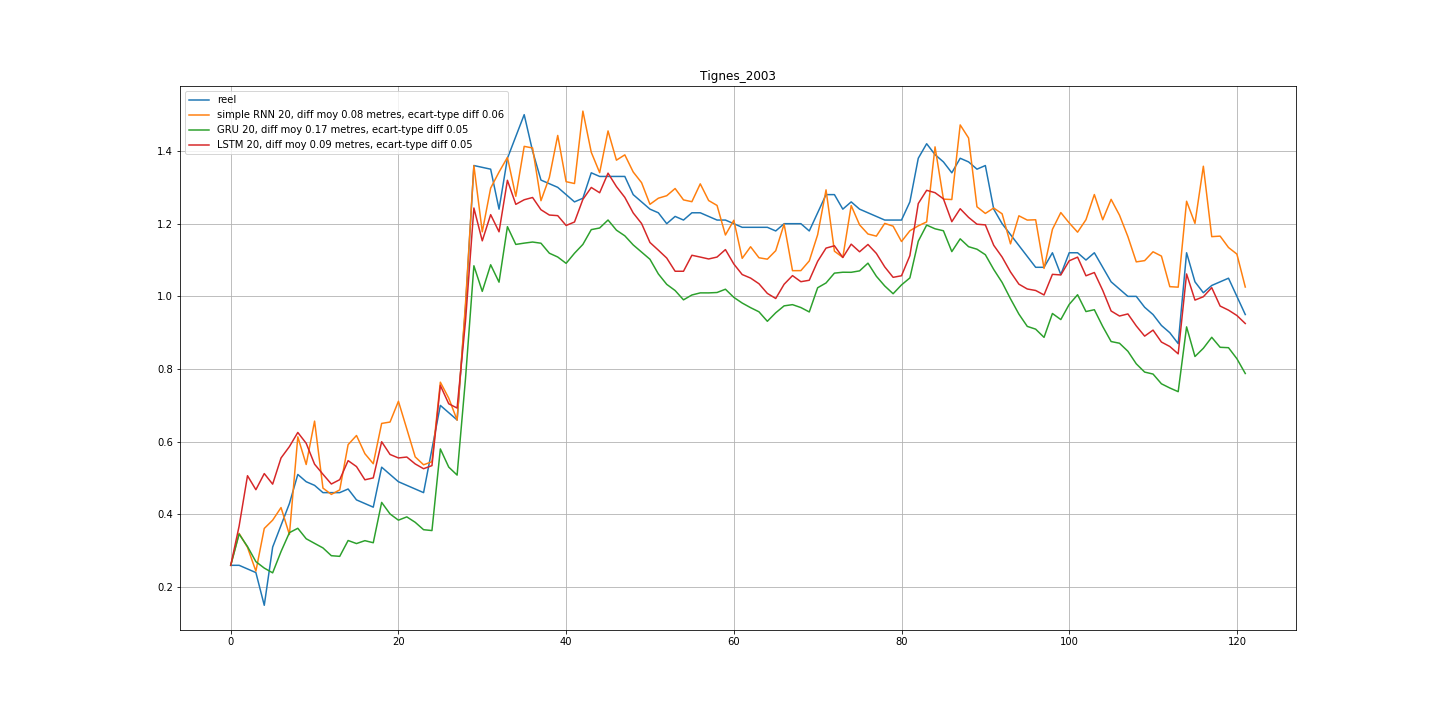 Tignes_2003
reel
simple RNN 20, diff moy 0.08 metres, ecart-type diff 0.06
GRU 20, diff moy 0.17 metres, ecart-type diff 0.05
LSTM 20, diff moy 0.09 metres, ecart-type diff 0.05
1.4
1.2
1.0
0.8
0.6
0.4
0.2
0 20 40 60 80 100 120